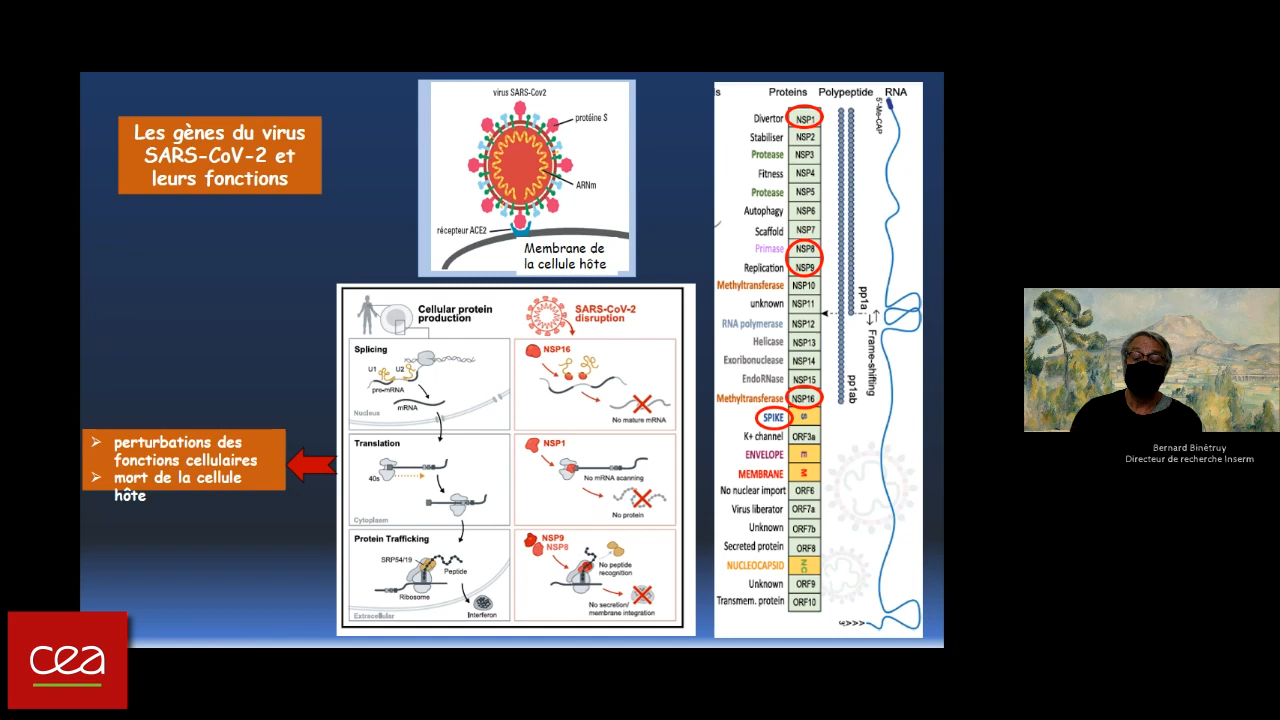 Les gènes du virus
SARS-CoV-2 et
leurs fonctions
perturbations des
fonctions cellulaires
mort de la cellule
hôte
cea
virus SARS-Cov2
protéine S
ARNm
récepteur ACE2
Membrane de
la cellule hôte
Cellular protein
production
SARS-CoV-2
disruption
Splicing
U1
U2
pre-mRNA
mRNA
Nucleus
NSP16
No mature mRNA
Translation
40s
Cytoplasm
NSP1
No mRNA scanning
No protein
Protein Trafficking
SRP54/19
Peptide
Ribosome
Interferon
Extracellular
NSP9
NSP8
No peptide
recognition
No secretion/
membrane integration
s Proteins Polypeptide RNA
5'-Me-CAP
Divertor NSP1
Stabiliser NSP2
Protease NSP3
Fitness NSP4
Protease NSP5
Autophagy NSP6
Scaffold NSP7
Primase NSP8
Replication NSP9
Methyltransferase NSP10
unknown NSP11
RNA polymerase NSP12
Helicase NSP13
Exoribonuclease NSP14
EndoRNase NSP15
Methyltransferase NSP16
SPIKE S
K+ channel ORF3a
ENVELOPE E
MEMBRANE M
No nuclear import ORF6
Virus liberator ORF7a
Unknown ORF7b
Secreted protein ORF8
NUCLEOCAPSID NC
Unknown ORF9
Transmem. protein ORF10
pp1a
Frame-shifting
pp1ab
Bernard Binétruy
Directeur de recherche Inserm